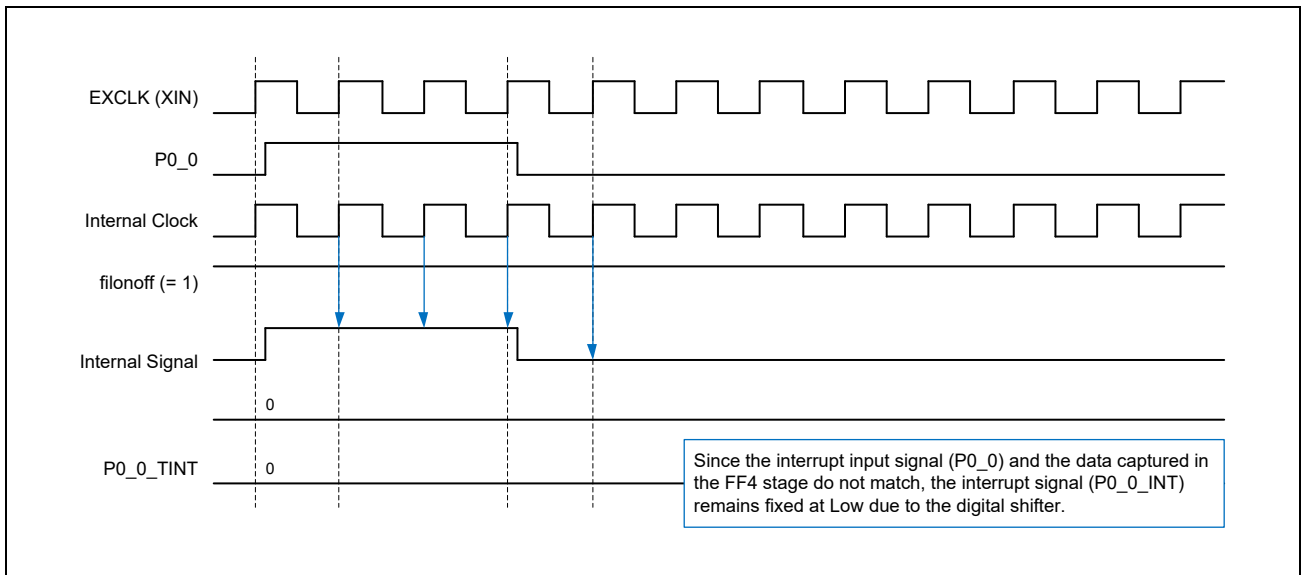 EXCLK (XIN)
P0_0
Internal Clock
filonoff (= 1)
Internal Signal
0
P0_0_TINT
0
Since the interrupt input signal (P0_0) and the data captured in
the FF4 stage do not match, the interrupt signal (P0_0_INT)
remains fixed at Low due to the digital shifter.